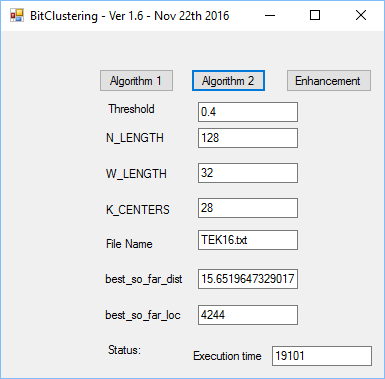 BitClustering - Ver 1.6 - Nov 22th 2016
Algorithm 1 Algorithm 2 Enhancement
Threshold 0.4
N_LENGTH 128
W_LENGTH 32
K_CENTERS 28
File Name TEK16.txt
best_so_far_dist 15.6519647329017
best_so_far_loc 4244
Status: Execution time 19101